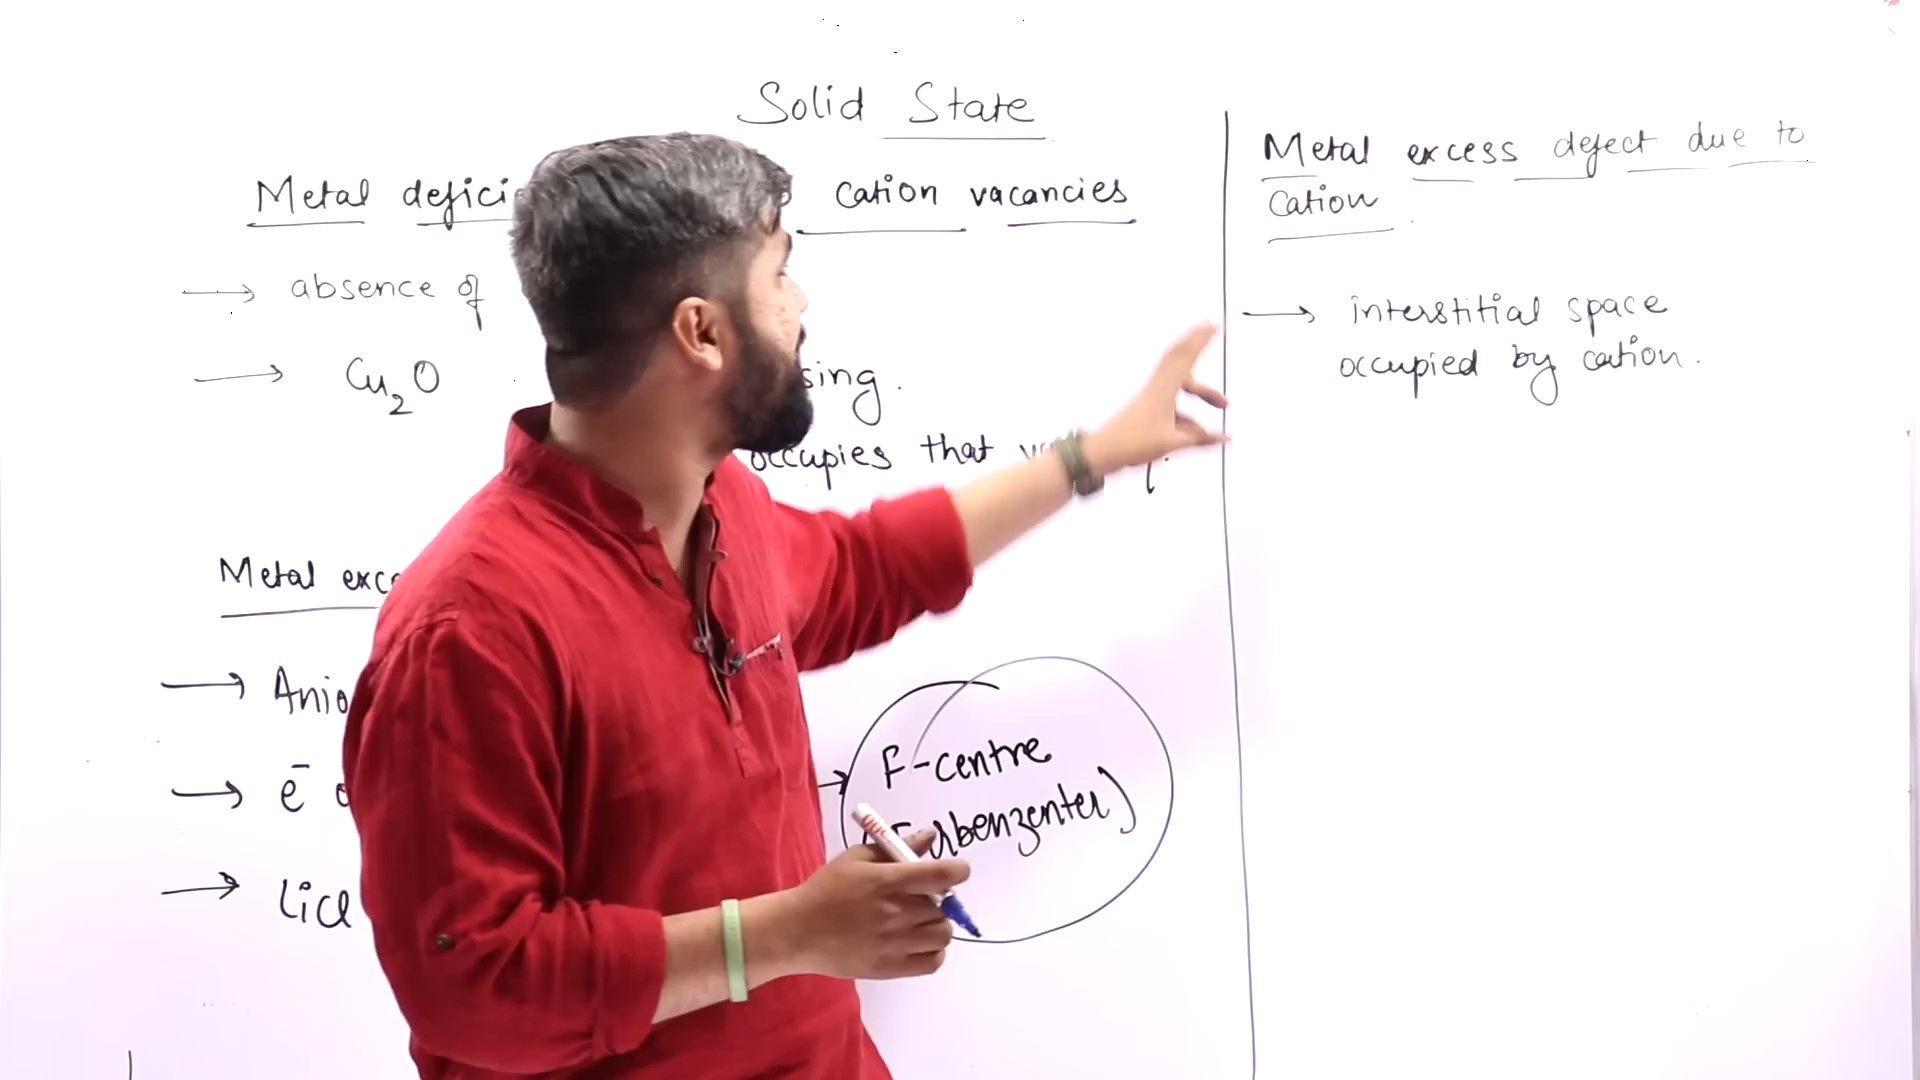 Solid State
Metal defici cation vacancies
→ absence of
→ Cu₂O sing.
occupies that
Metal exc
→ Anio
→ e⁻ → F-centre
benzenter)
→ LiCl
Metal excess defect due to
Cation
→ interstitial space
occupied by cation.